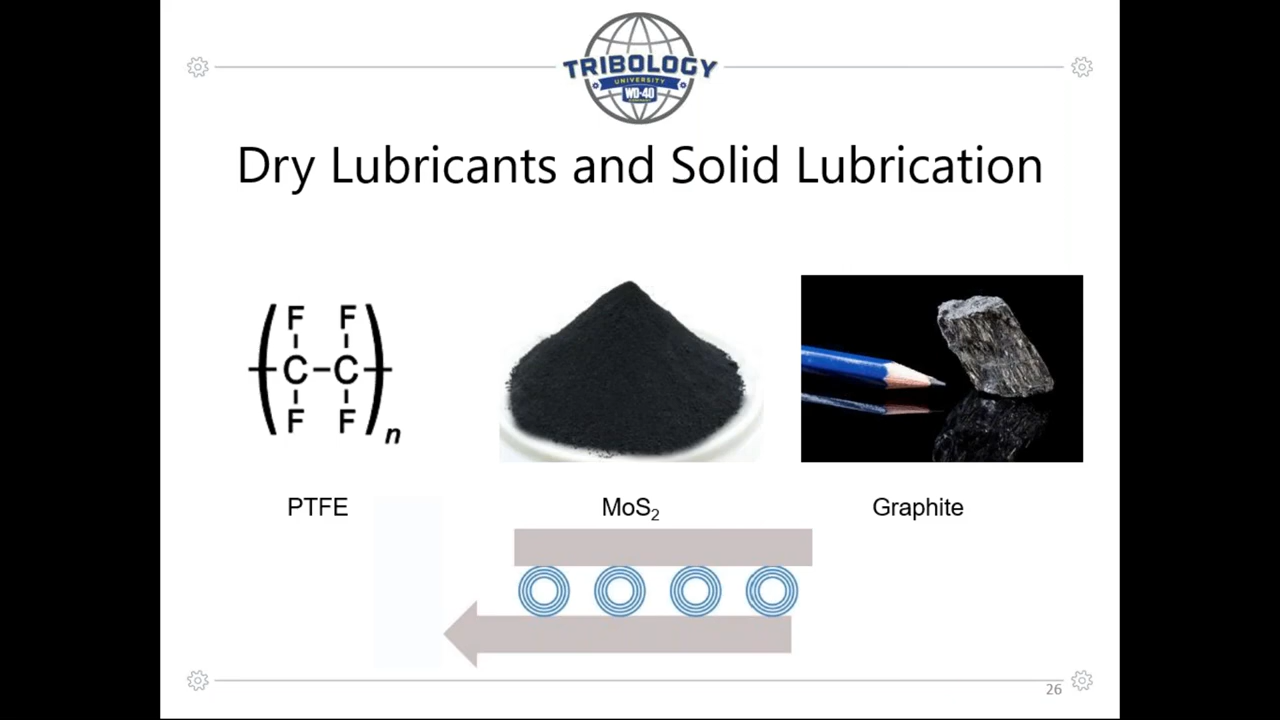 TRIBOLOGY
UNIVERSITY
WD-40
Dry Lubricants and Solid Lubrication
F F
C-C
F F
n
PTFE
MoS₂
Graphite
26